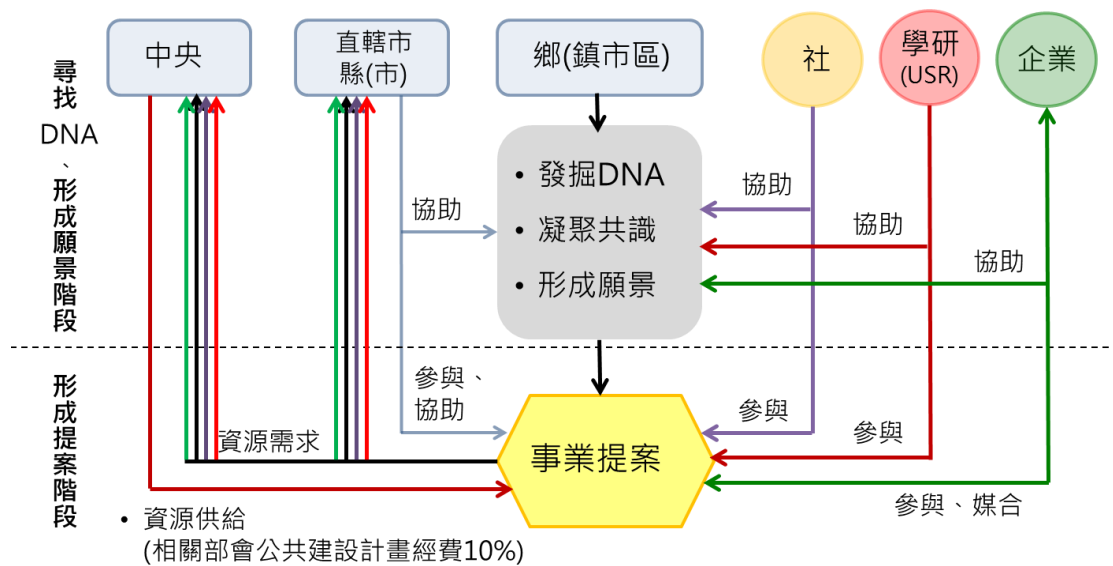 中央
直轄市
縣(市)
鄉(鎮市區)
社
學研
(USR)
企業
尋找
DNA
、
形成願景階段
• 發掘DNA
• 凝聚共識
• 形成願景
協助
協助
協助
協助
形成提案階段
參與、
協助
資源需求
事業提案
參與
參與
參與、媒合
• 資源供給
(相關部會公共建設計畫經費10%)